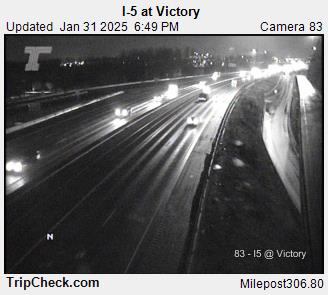 I-5 at Victory
Updated Jan 31 2025 6:49 PM Camera 83
T
N
83 - I5 @ Victory
TripCheck.com Milepost306.80